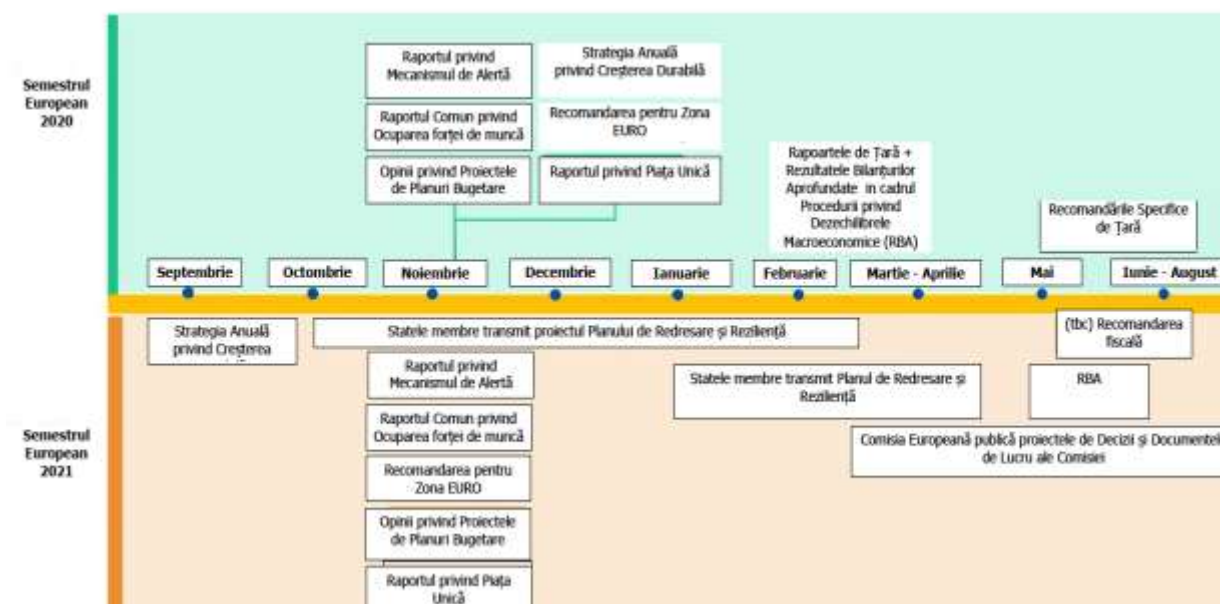 Semestrul
European
2020
Raportul privind
Mecanismul de Alertă
Strategia Anuală
privind Creșterea Durabilă
Raportul Comun privind
Ocuparea forței de muncă
Recomandarea pentru Zona
EURO
Opinii privind Proiectele
de Planuri Bugetare
Raportul privind Piața Unică
Rapoartele de Țară +
Rezultatele Bilanțurilor
Aprofundate in cadrul
Procedurii privind
Dezechilibrele
Macroeconomice (RBA)
Recomandările Specifice
de Țară
Septembrie
Octombrie
Noiembrie
Decembrie
Ianuarie
Februarie
Martie - Aprilie
Mai
Iunie - August
Semestrul
European
2021
Strategia Anuală
privind Creșterea
Statele membre transmit proiectul Planului de Redresare și Reziliență
(tbc) Recomandarea
fiscală
Raportul privind
Mecanismul de Alertă
Statele membre transmit Planul de Redresare și
Reziliență
RBA
Raportul Comun privind
Ocuparea forței de muncă
Comisia Europeană publică proiectele de Decizii și Documentele
de Lucru ale Comisiei
Recomandarea pentru
Zona EURO
Opinii privind Proiectele
de Planuri Bugetare
Raportul privind Piața
Unică